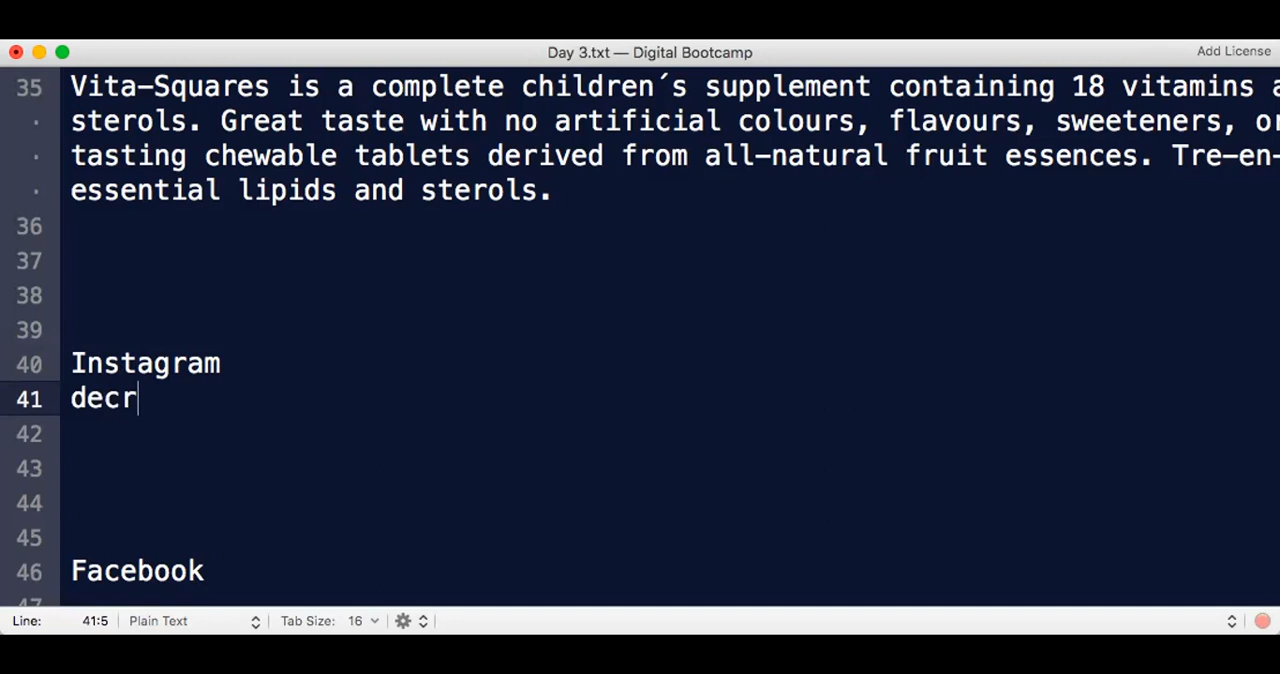 Day 3.txt — Digital Bootcamp
Add License
35 Vita-Squares is a complete children´s supplement containing 18 vitamins
· sterols. Great taste with no artificial colours, flavours, sweeteners,
· tasting chewable tablets derived from all-natural fruit essences. Tre-en-
· essential lipids and sterols.
36
37
38
39
40 Instagram
41 decr
42
43
44
45
46 Facebook
47
Line: 41:5 Plain Text Tab Size: 16